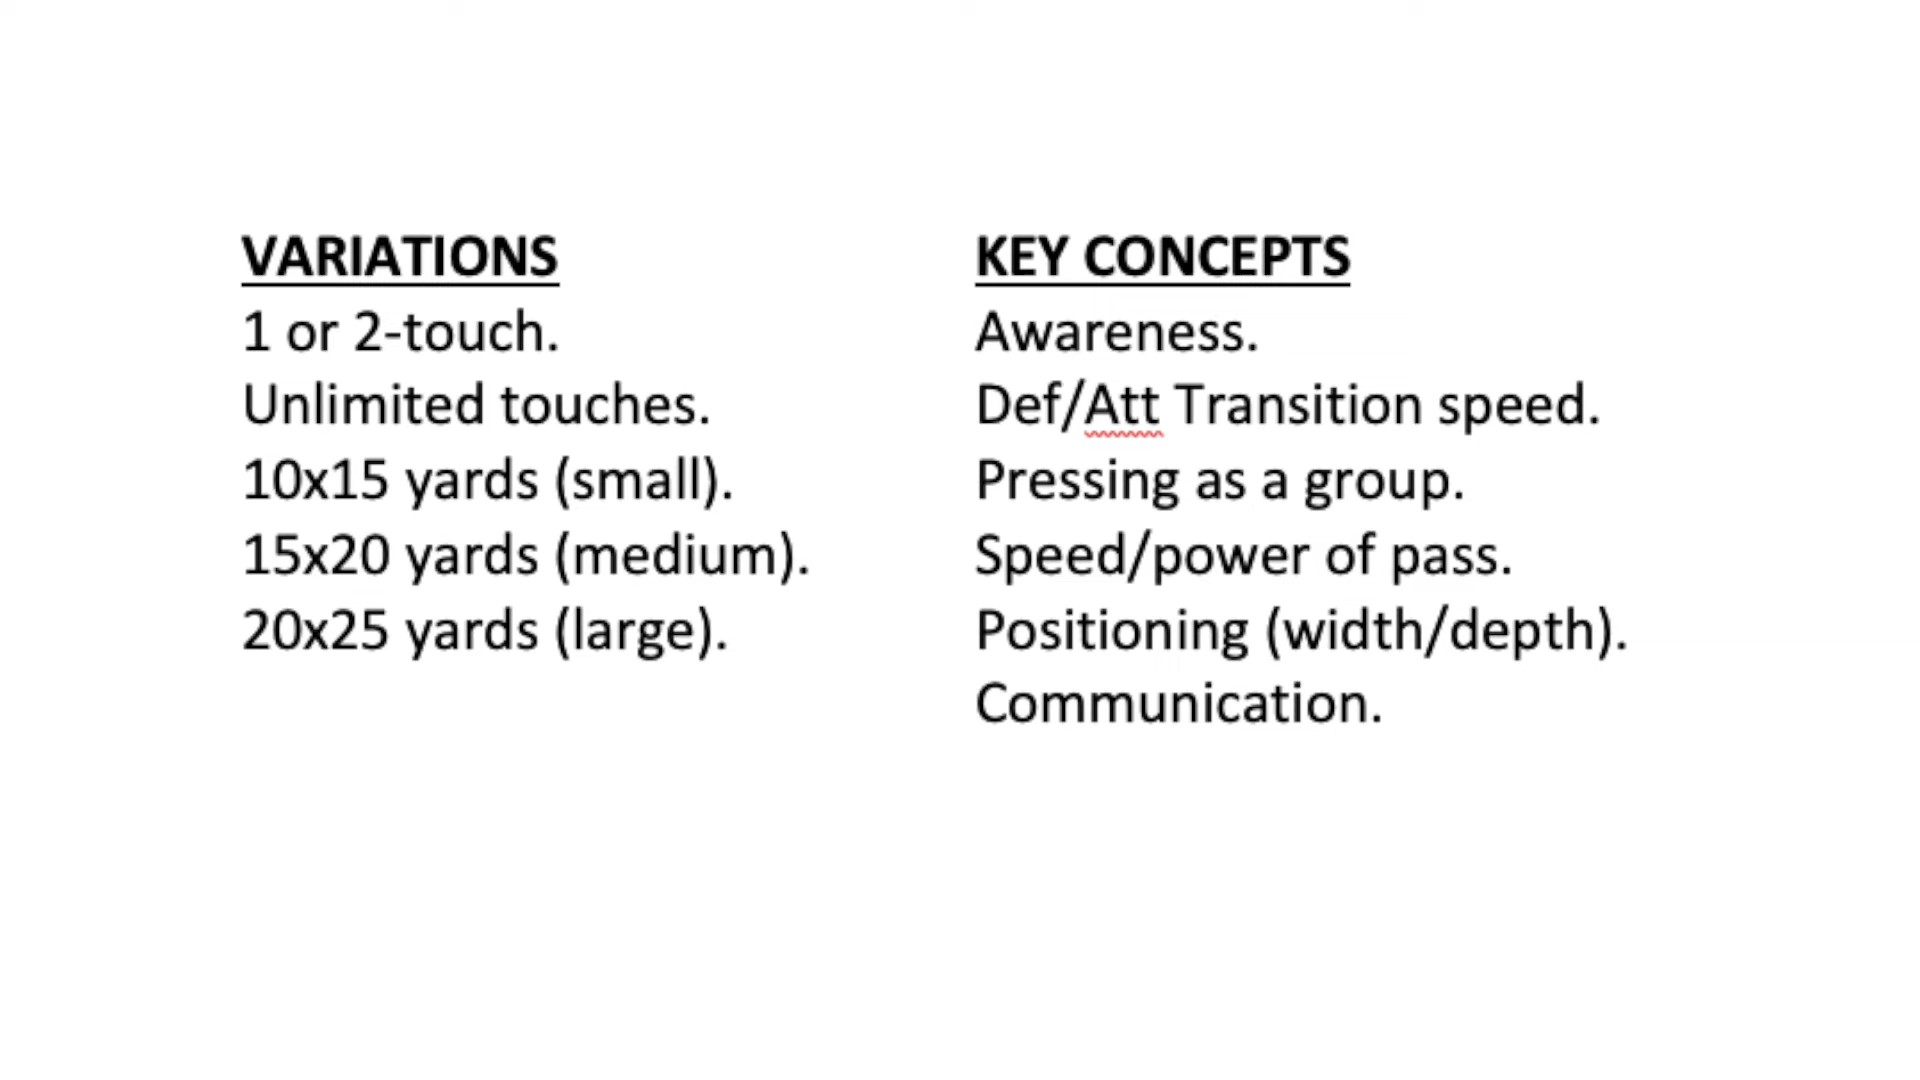 VARIATIONS
1 or 2-touch.
Unlimited touches.
10x15 yards (small).
15x20 yards (medium).
20x25 yards (large).
KEY CONCEPTS
Awareness.
Def/Att Transition speed.
Pressing as a group.
Speed/power of pass.
Positioning (width/depth).
Communication.